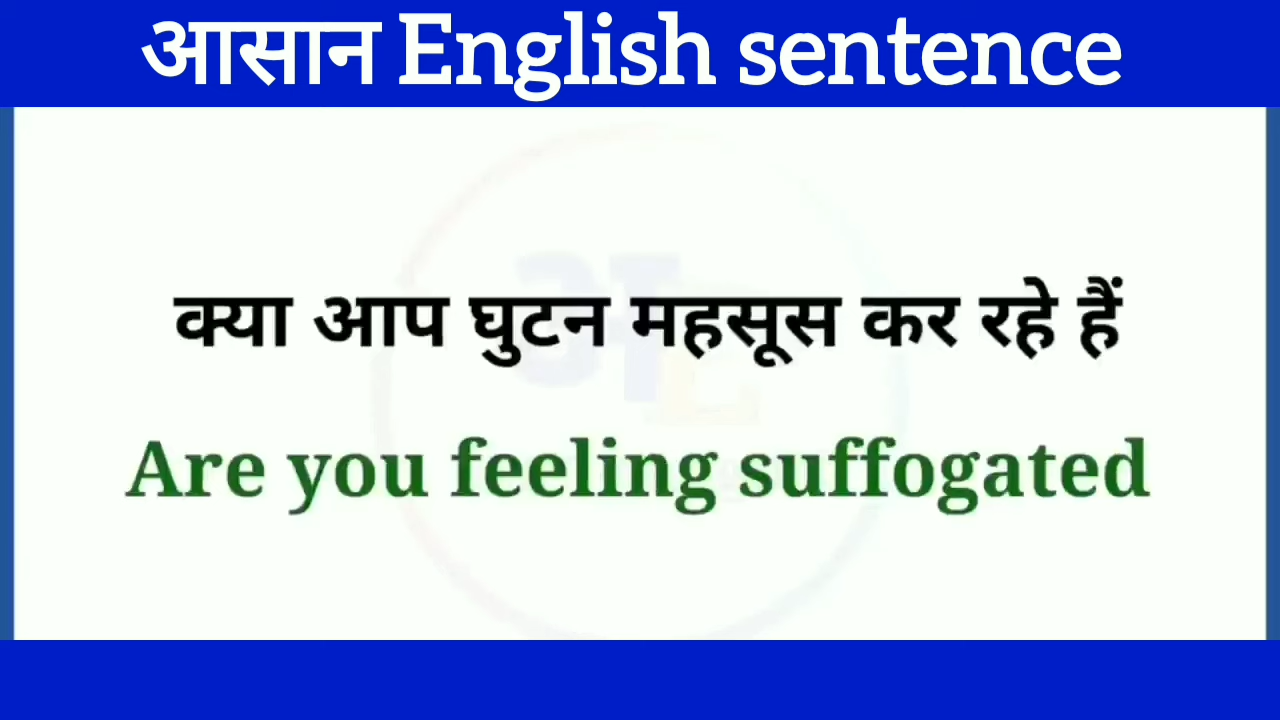 आसान English sentence
क्या आप घुटन महसूस कर रहे हैं
Are you feeling suffogated